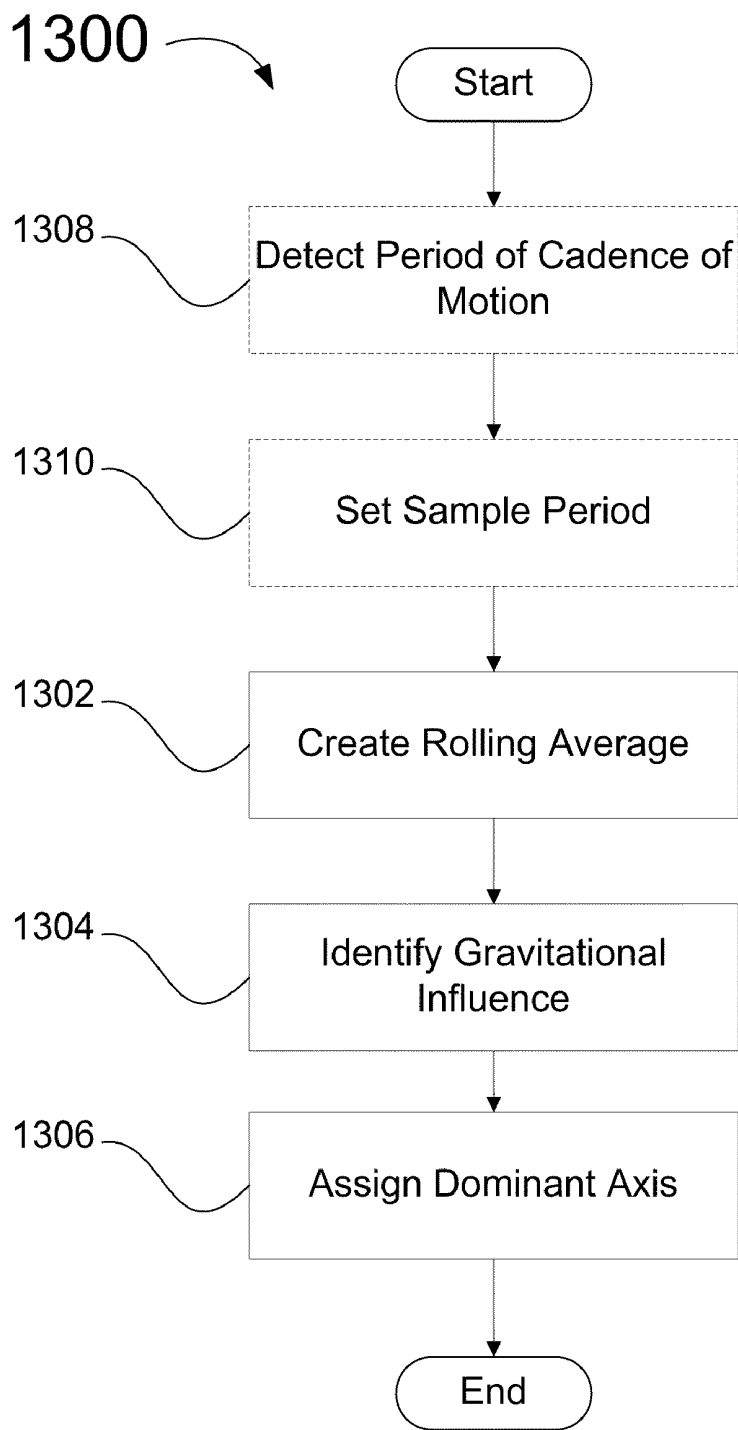 1300
Start
1308
Detect Period of Cadence of
Motion
1310
Set Sample Period
1302
Create Rolling Average
1304
Identify Gravitational
Influence
1306
Assign Dominant Axis
End